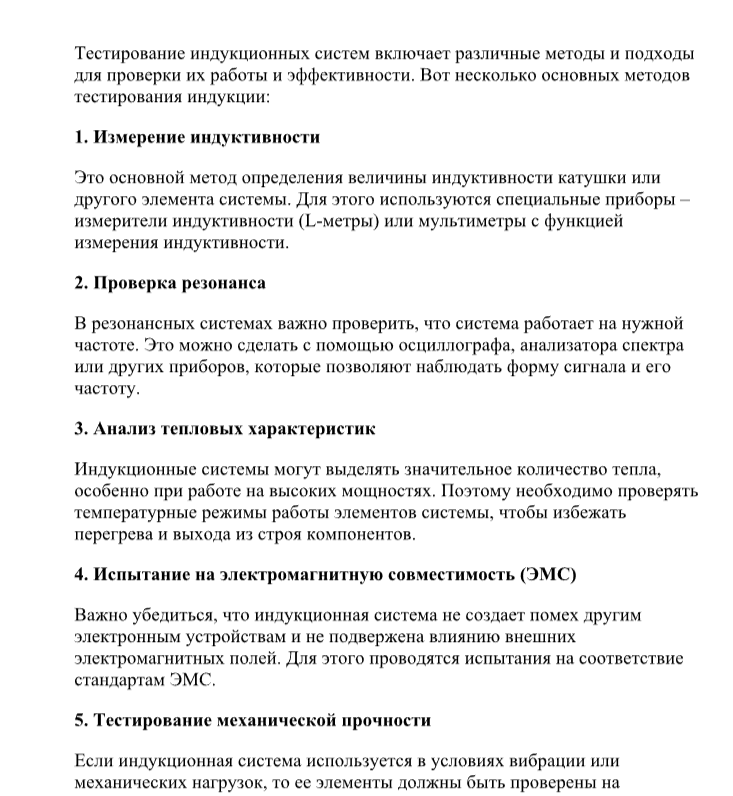 Тестирование индукционных систем включает различные методы и подходы
для проверки их работы и эффективности. Вот несколько основных методов
тестирования индукции:
1. Измерение индуктивности
Это основной метод определения величины индуктивности катушки или
другого элемента системы. Для этого используются специальные приборы –
измерители индуктивности (L-метры) или мультиметры с функцией
измерения индуктивности.
2. Проверка резонанса
В резонансных системах важно проверить, что система работает на нужной
частоте. Это можно сделать с помощью осциллографа, анализатора спектра
или других приборов, которые позволяют наблюдать форму сигнала и его
частоту.
3. Анализ тепловых характеристик
Индукционные системы могут выделять значительное количество тепла,
особенно при работе на высоких мощностях. Поэтому необходимо проверять
температурные режимы работы элементов системы, чтобы избежать
перегрева и выхода из строя компонентов.
4. Испытание на электромагнитную совместимость (ЭМС)
Важно убедиться, что индукционная система не создает помех другим
электронным устройствам и не подвержена влиянию внешних
электромагнитных полей. Для этого проводятся испытания на соответствие
стандартам ЭМС.
5. Тестирование механической прочности
Если индукционная система используется в условиях вибрации или
механических нагрузок, то ее элементы должны быть проверены на